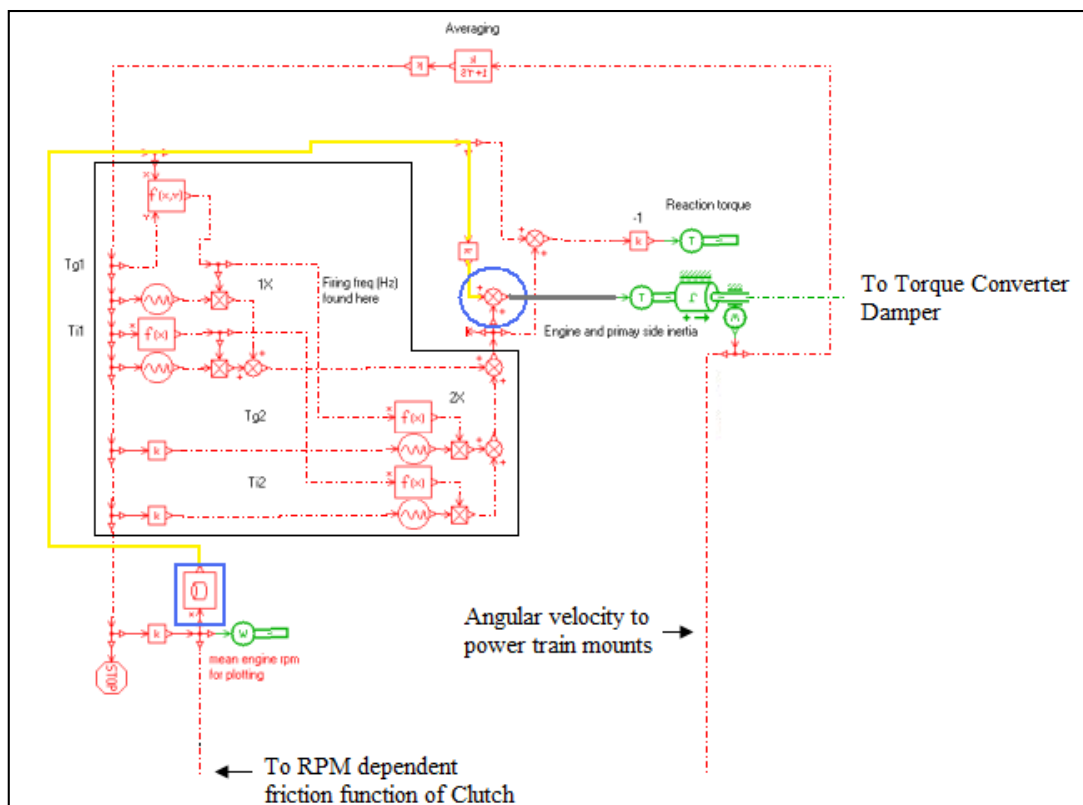 Averaging
k
k
1+TS
x
f(x,y)
Y
-1
Reaction torque
k
T
Tg1
1X
Firing freq (Hz)
found here
To Torque Converter
Damper
T
Engine and primay side inertia
Ti1
x
f(x)
2X
Tg2
x
f(x)
k
Ti2
x
f(x)
k
Angular velocity to
power train mounts
k
x
W
mean engine rpm
for plotting
STOP
To RPM dependent
friction function of Clutch